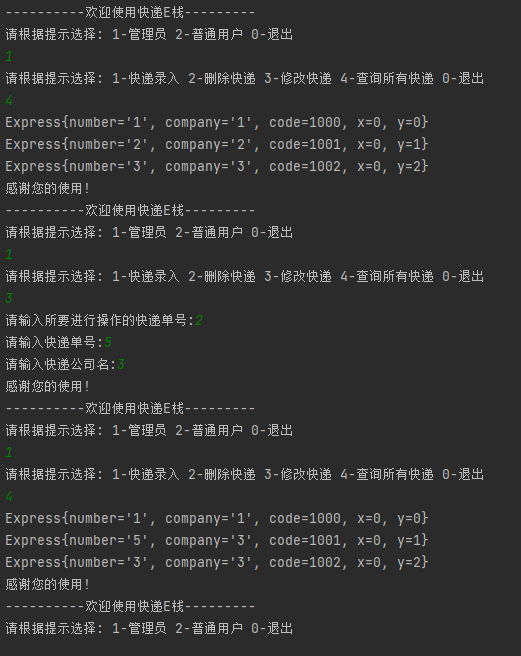 ----------欢迎使用快递E栈---------
请根据提示选择: 1-管理员 2-普通用户 0-退出
1
请根据提示选择: 1-快递录入 2-删除快递 3-修改快递 4-查询所有快递 0-退出
4
Express{number='1', company='1', code=1000, x=0, y=0}
Express{number='2', company='2', code=1001, x=0, y=1}
Express{number='3', company='3', code=1002, x=0, y=2}
感谢您的使用!
----------欢迎使用快递E栈---------
请根据提示选择: 1-管理员 2-普通用户 0-退出
1
请根据提示选择: 1-快递录入 2-删除快递 3-修改快递 4-查询所有快递 0-退出
3
请输入所要进行操作的快递单号:2
请输入快递单号:5
请输入快递公司名:3
感谢您的使用!
----------欢迎使用快递E栈---------
请根据提示选择: 1-管理员 2-普通用户 0-退出
1
请根据提示选择: 1-快递录入 2-删除快递 3-修改快递 4-查询所有快递 0-退出
4
Express{number='1', company='1', code=1000, x=0, y=0}
Express{number='5', company='3', code=1001, x=0, y=1}
Express{number='3', company='3', code=1002, x=0, y=2}
感谢您的使用!
----------欢迎使用快递E栈---------
请根据提示选择: 1-管理员 2-普通用户 0-退出